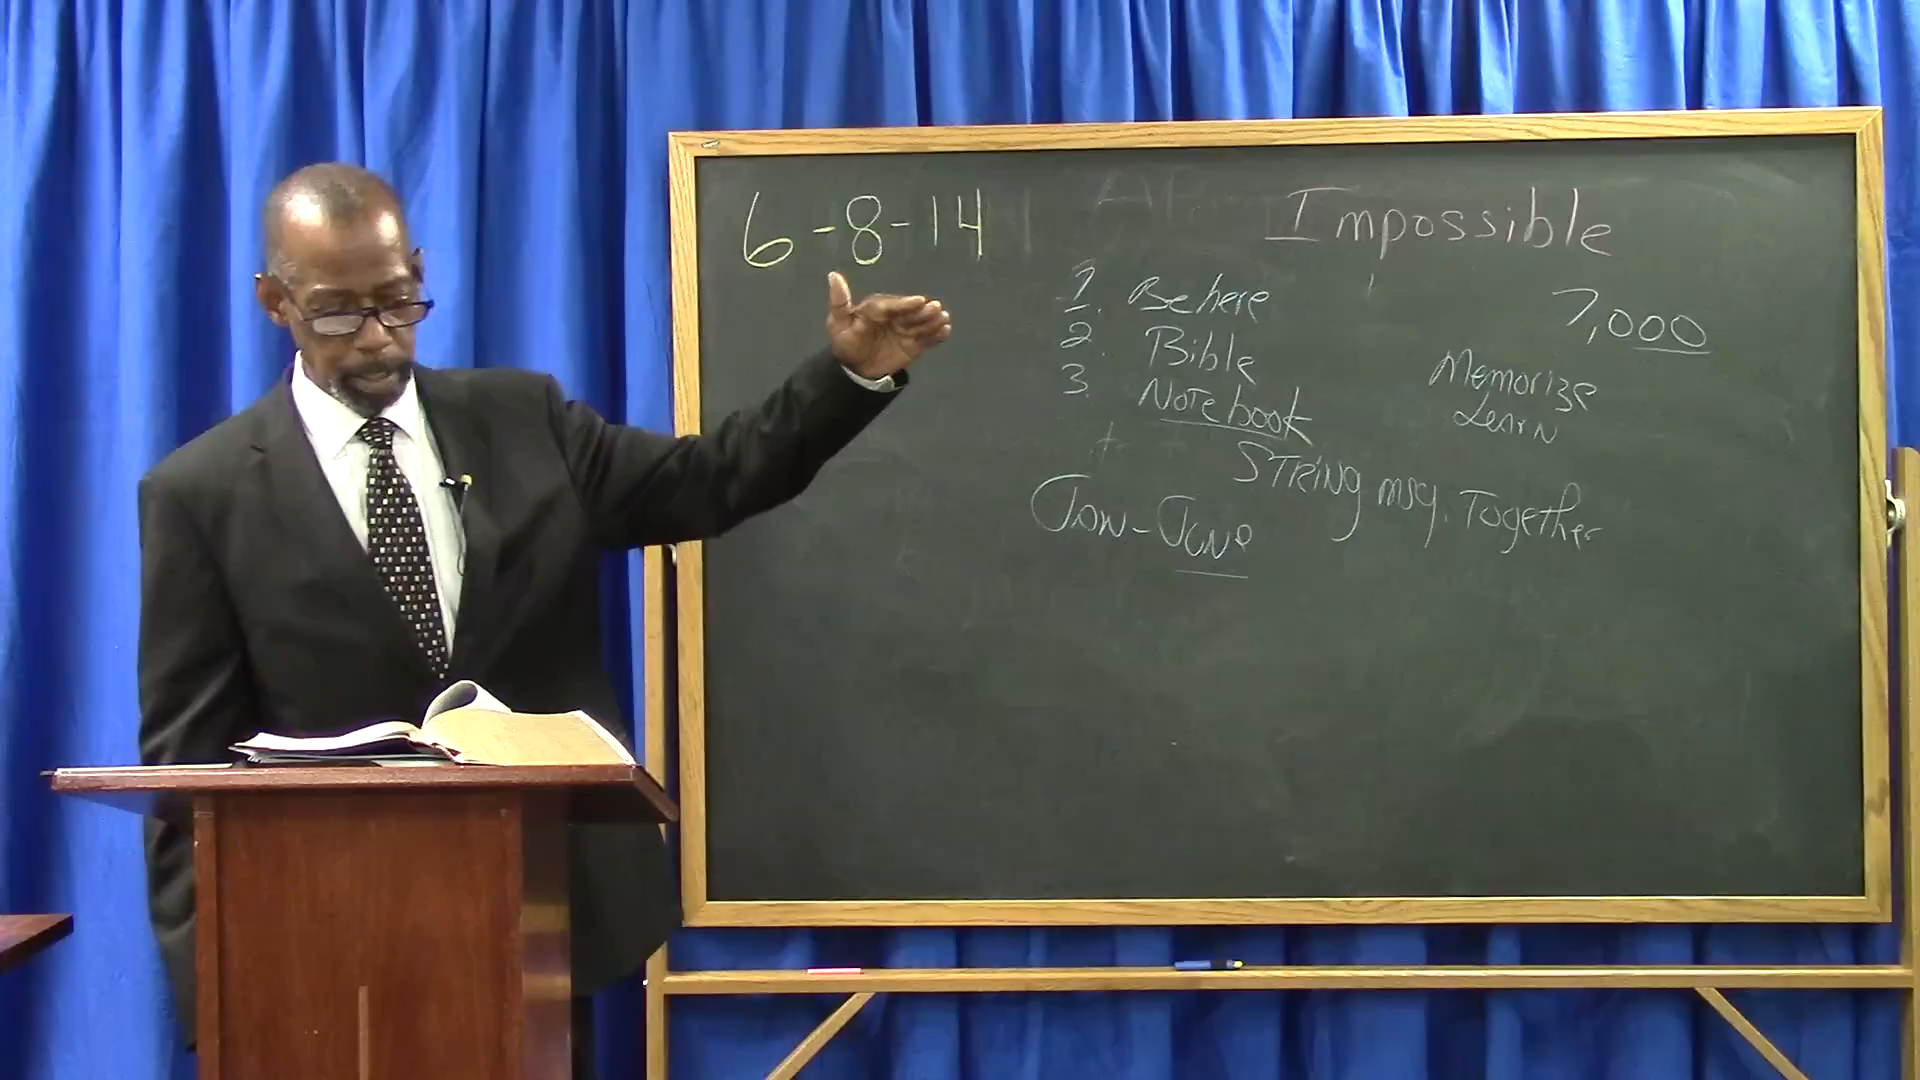 6-8-14
Impossible
1. Be here
2. Bible
3. Notebook
7,000
Memorize
Learn
String msg. Together
Jan-June